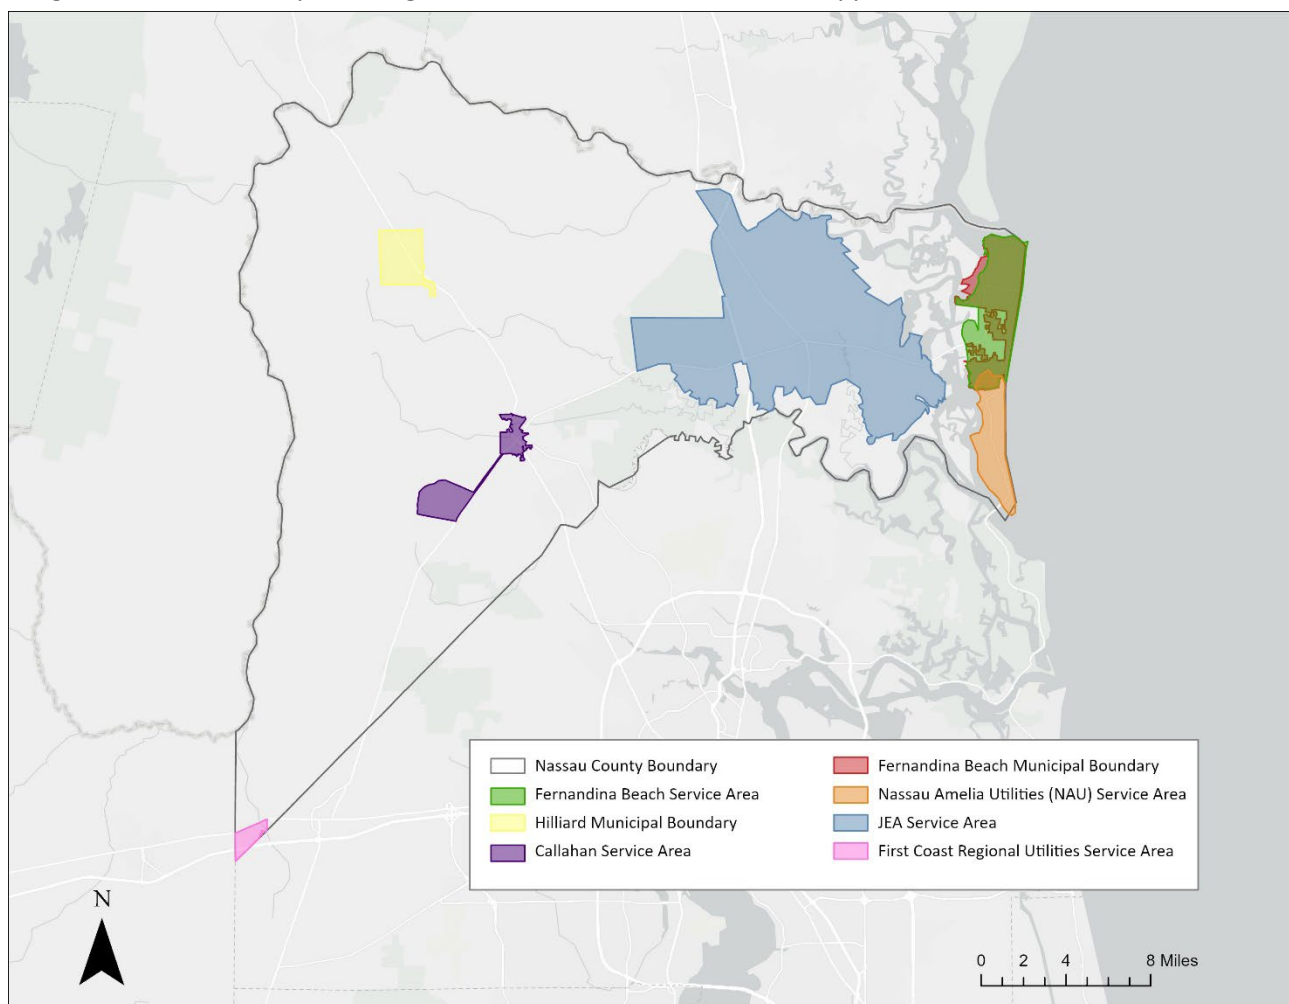 Nassau County Boundary
Fernandina Beach Service Area
Hilliard Municipal Boundary
Callahan Service Area
Fernandina Beach Municipal Boundary
Nassau Amelia Utilities (NAU) Service Area
JEA Service Area
First Coast Regional Utilities Service Area
N
0 2 4 8 Miles